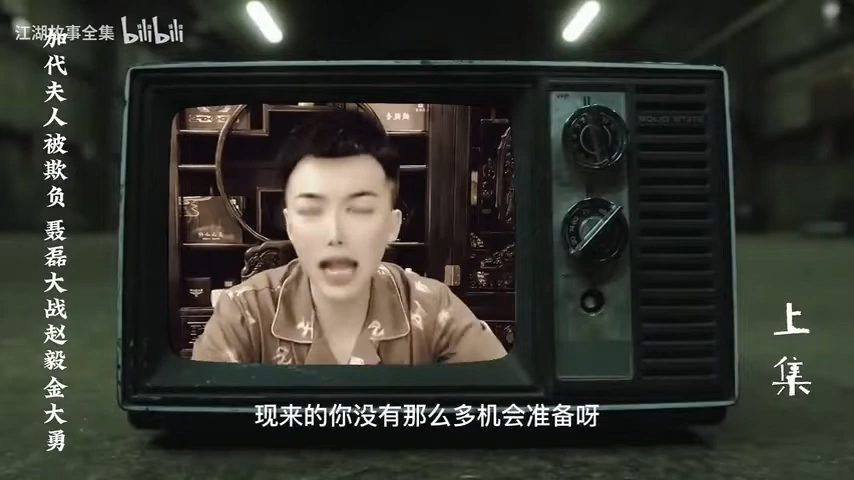 江湖故事全集 bilibili
加代夫人被欺负 聂磊大战赵毅金大勇
SOLID STATE
上集
现来的你没有那么多机会准备呀